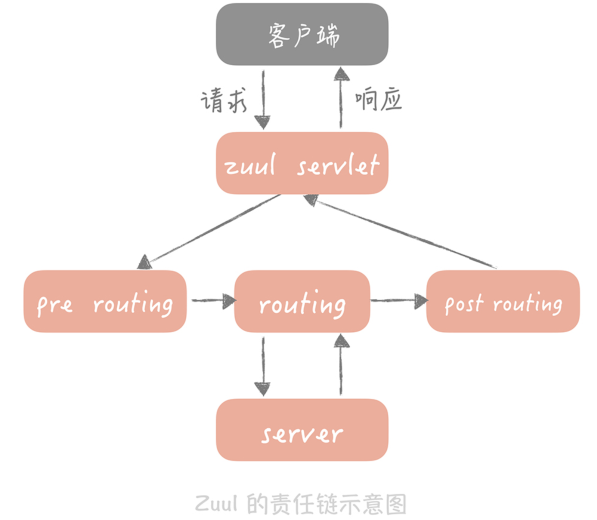 客户端
请求
响应
zuul servlet
pre routing
routing
post routing
server
Zuul 的责任链示意图